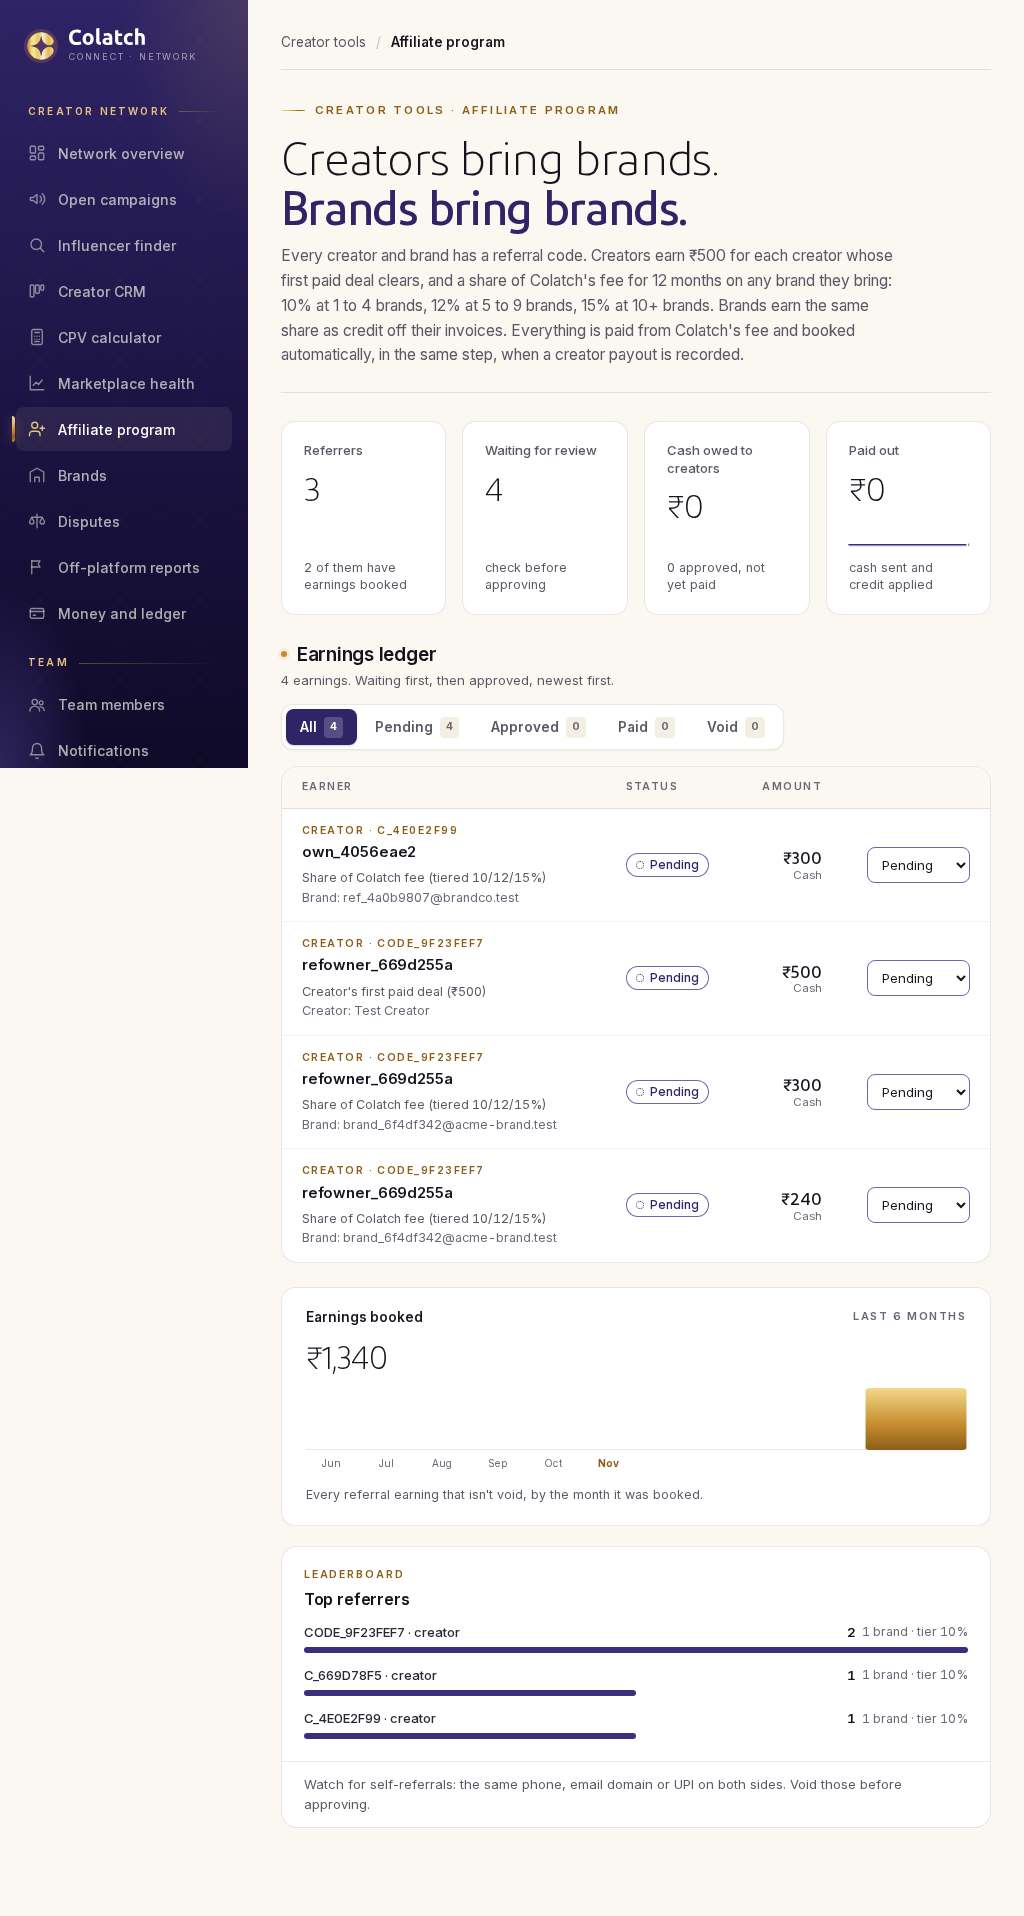 Colatch
CONNECT · NETWORK
CREATOR NETWORK
Network overview
Open campaigns
Influencer finder
Creator CRM
CPV calculator
Marketplace health
Affiliate program
Brands
Disputes
Off-platform reports
Money and ledger
TEAM
Team members
Notifications
Creator tools / Affiliate program
CREATOR TOOLS · AFFILIATE PROGRAM
Creators bring brands.
Brands bring brands.
Every creator and brand has a referral code. Creators earn ₹500 for each creator whose
first paid deal clears, and a share of Colatch's fee for 12 months on any brand they bring:
10% at 1 to 4 brands, 12% at 5 to 9 brands, 15% at 10+ brands. Brands earn the same
share as credit off their invoices. Everything is paid from Colatch's fee and booked
automatically, in the same step, when a creator payout is recorded.
Referrers
3
2 of them have
earnings booked
Waiting for review
4
check before
approving
Cash owed to
creators
₹0
0 approved, not
yet paid
Paid out
₹0
cash sent and
credit applied
Earnings ledger
4 earnings. Waiting first, then approved, newest first.
All 4 Pending 4 Approved 0 Paid 0 Void 0
EARNER STATUS AMOUNT
CREATOR · C_4E0E2F99
own_4056eae2
Share of Colatch fee (tiered 10/12/15%)
Brand: ref_4a0b9807@brandco.test
Pending
₹300
Cash
Pending
CREATOR · CODE_9F23FEF7
refowner_669d255a
Creator's first paid deal (₹500)
Creator: Test Creator
Pending
₹500
Cash
Pending
CREATOR · CODE_9F23FEF7
refowner_669d255a
Share of Colatch fee (tiered 10/12/15%)
Brand: brand_6f4df342@acme-brand.test
Pending
₹300
Cash
Pending
CREATOR · CODE_9F23FEF7
refowner_669d255a
Share of Colatch fee (tiered 10/12/15%)
Brand: brand_6f4df342@acme-brand.test
Pending
₹240
Cash
Pending
Earnings booked
LAST 6 MONTHS
₹1,340
Jun Jul Aug Sep Oct Nov
Every referral earning that isn't void, by the month it was booked.
LEADERBOARD
Top referrers
CODE_9F23FEF7 · creator 2 1 brand · tier 10%
C_669D78F5 · creator 1 1 brand · tier 10%
C_4E0E2F99 · creator 1 1 brand · tier 10%
Watch for self-referrals: the same phone, email domain or UPI on both sides. Void those before
approving.